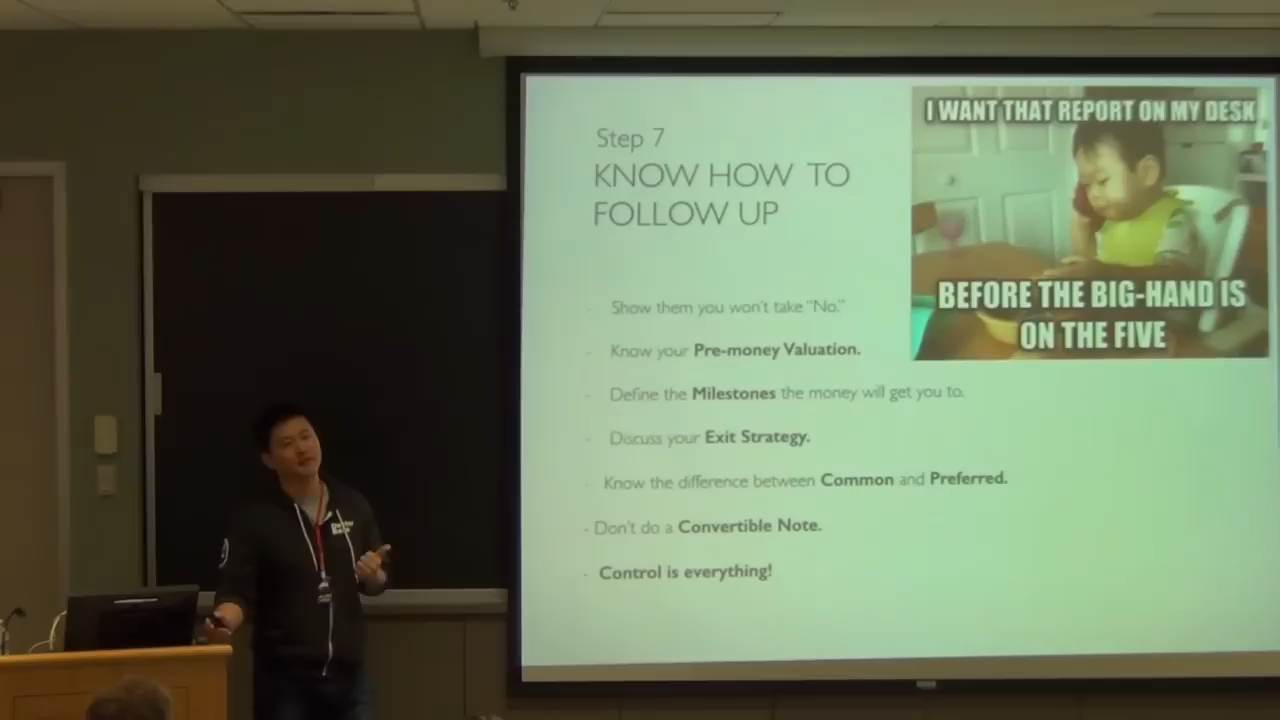 Step 7
KNOW HOW TO
FOLLOW UP
- Show them you won't take "No."
- Know your Pre-money Valuation.
- Define the Milestones the money will get you to.
- Discuss your Exit Strategy.
- Know the difference between Common and Preferred.
- Don't do a Convertible Note.
- Control is everything!
I WANT THAT REPORT ON MY DESK
BEFORE THE BIG-HAND IS
ON THE FIVE